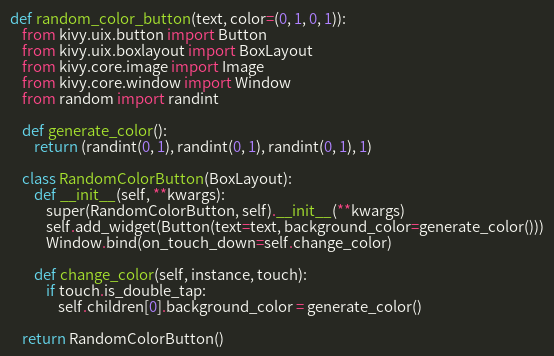 def random_color_button(text, color=(0, 1, 0, 1)):
from kivy.uix.button import Button
from kivy.uix.boxlayout import BoxLayout
from kivy.core.image import Image
from kivy.core.window import Window
from random import randint
def generate_color():
return (randint(0, 1), randint(0, 1), randint(0, 1), 1)
class RandomColorButton(BoxLayout):
def __init__(self, **kwargs):
super(RandomColorButton, self).__init__(**kwargs)
self.add_widget(Button(text=text, background_color=generate_color()))
Window.bind(on_touch_down=self.change_color)
def change_color(self, instance, touch):
if touch.is_double_tap:
self.children[0].background_color = generate_color()
return RandomColorButton()